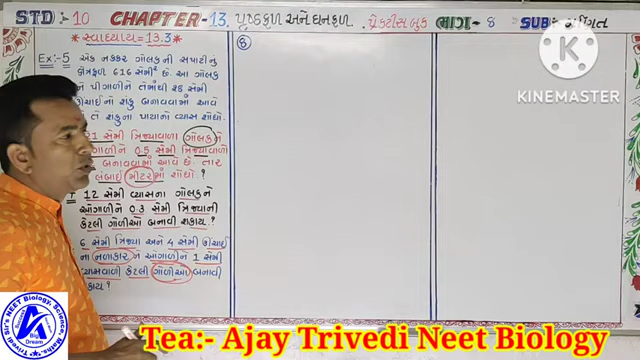 STD: 10 CHAPTER-13. પૃષ્ઠફળ અને ઘનફળ. પ્રેક્ટીસ બુક ભાગ-8 SUB: ગણિત
* સ્વાધ્યાય = 13.3 *
Ex:-5 એક નક્કર ગોલકની સપાટીનું
ક્ષેત્રફળ 616 સેમી² છે. આ ગોલક
ને પીગાળીને તેમાંથી 28 સેમી
ઊંચાઈનો શંકુ બનાવવામાં આવે
તે શંકુના પાયાનો વ્યાસ શોધો.
21 સેમી ત્રિજ્યાવાળા ગોલકને
ઓગાળીને 0.5 સેમી ત્રિજ્યાવાળો
બનાવવામાં આવે છે. તાર
લંબાઈ મીટરમાં શોધો ?
12 સેમી વ્યાસના ગોલકને
ઓગાળીને 0.3 સેમી ત્રિજ્યાની
કેટલી ગોળીઓ બનાવી શકાય ?
6 સેમી ત્રિજ્યા અને 4 સેમી ઊંચાઈ
ના નળાકારને ઓગાળીને 1 સેમી
વ્યાસવાળી કેટલી ગોળીઓ બનાવી
શકાય ?
8
KINEMASTER
Tea:- Ajay Trivedi Neet Biology